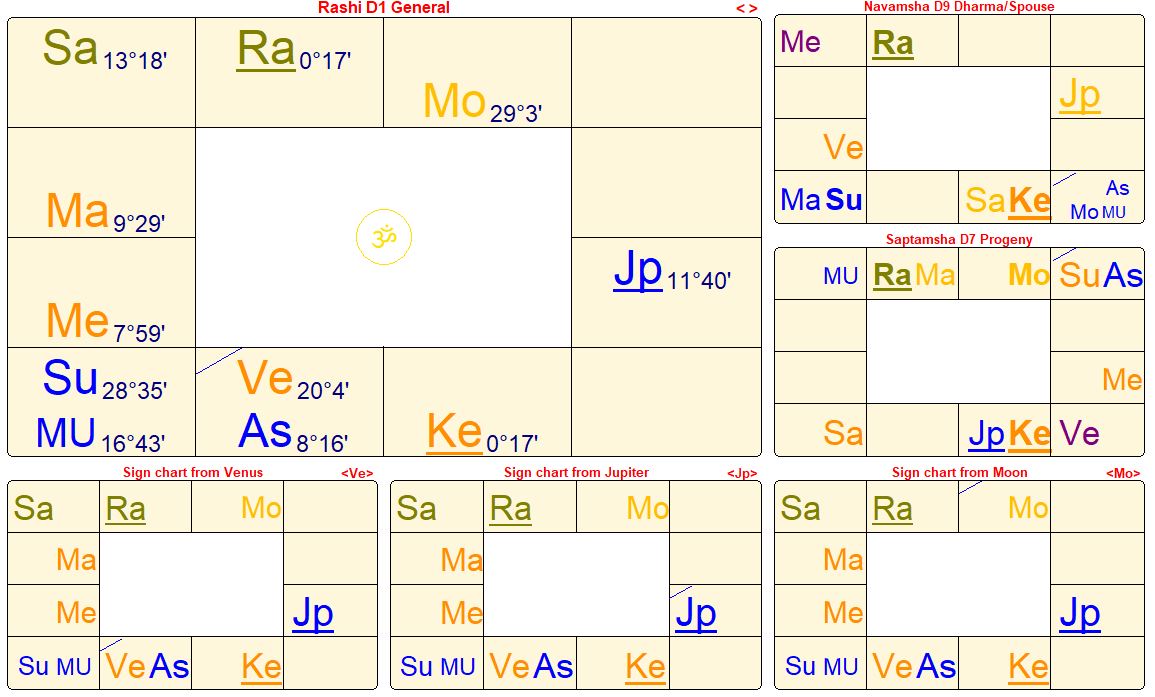 Rashi D1 General < >
Sa 13°18' Ra 0°17'
Mo 29°3'
Ma 9°29'
ॐ
Me 7°59' Jp 11°40'
Su 28°35' Ve 20°4'
MU 16°43' As 8°16' Ke 0°17'
Navamsha D9 Dharma/Spouse
Me Ra
Jp
Ve
Ma Su Sa Ke As
Mo MU
Saptamsha D7 Progeny
MU Ra Ma Mo Su As
Me
Sa Jp Ke Ve
Sign chart from Venus <Ve>
Sa Ra Mo
Ma
Me Jp
Su MU Ve As Ke
Sign chart from Jupiter <Jp>
Sa Ra Mo
Ma
Me Jp
Su MU Ve As Ke
Sign chart from Moon <Mo>
Sa Ra Mo
Ma
Me Jp
Su MU Ve As Ke